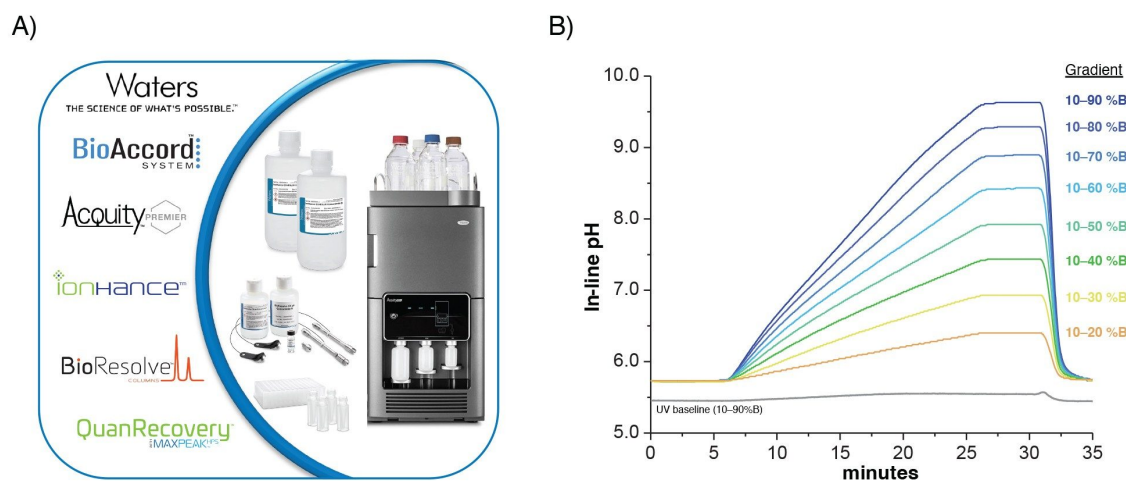 A)
Waters
THE SCIENCE OF WHAT'S POSSIBLE.™
BioAccord™
SYSTEM
Acquity™ PREMIER
ionHance™
BioResolve™
COLUMNS
QuanRecovery™
MAXPEAK HPS
B)
In-line pH
10.0
9.0
8.0
7.0
6.0
5.0
Gradient
10–90 %B
10–80 %B
10–70 %B
10–60 %B
10–50 %B
10–40 %B
10–30 %B
10–20 %B
UV baseline (10–90%B)
0 5 10 15 20 25 30 35
minutes